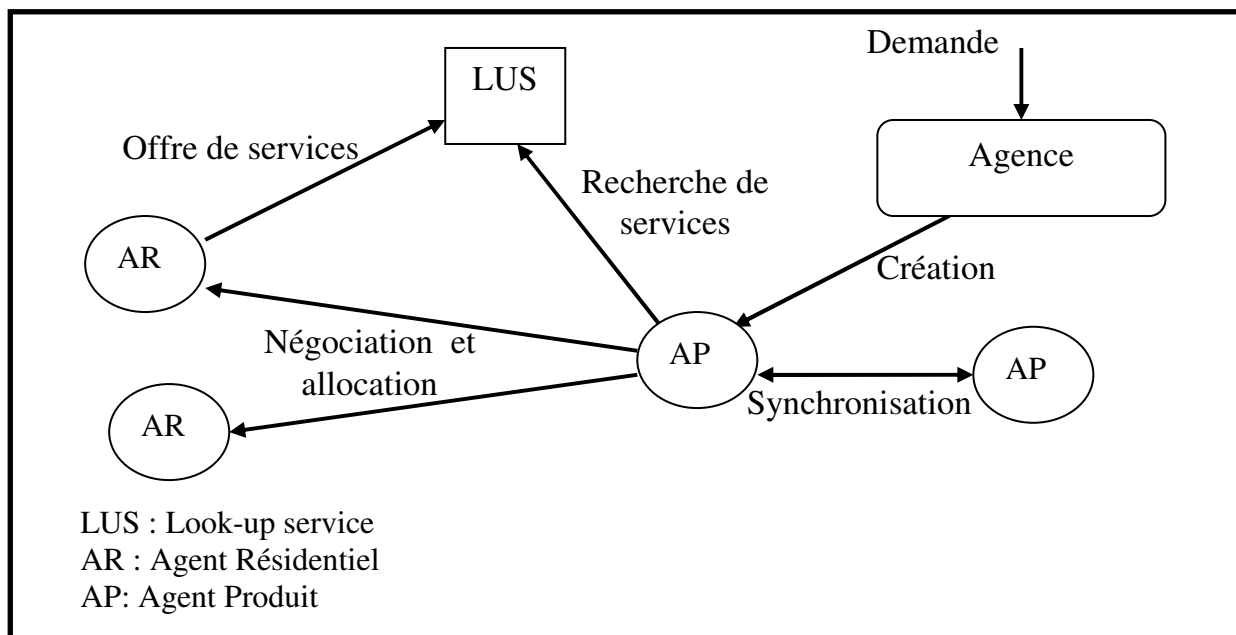 Demande
LUS
Agence
Offre de services
Recherche de
services
AR
Création
Négociation et
allocation
AP
AP
Synchronisation
AR
LUS : Look-up service
AR : Agent Résidentiel
AP: Agent Produit